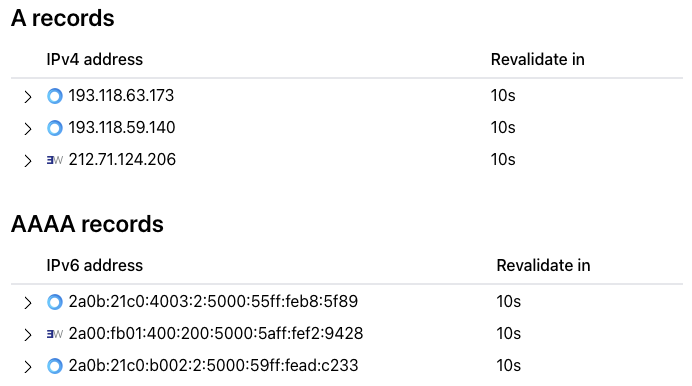 A records
IPv4 address Revalidate in
193.118.63.173 10s
193.118.59.140 10s
212.71.124.206 10s
AAAA records
IPv6 address Revalidate in
2a0b:21c0:4003:2:5000:55ff:feb8:5f89 10s
2a00:fb01:400:200:5000:5aff:fef2:9428 10s
2a0b:21c0:b002:2:5000:59ff:fead:c233 10s